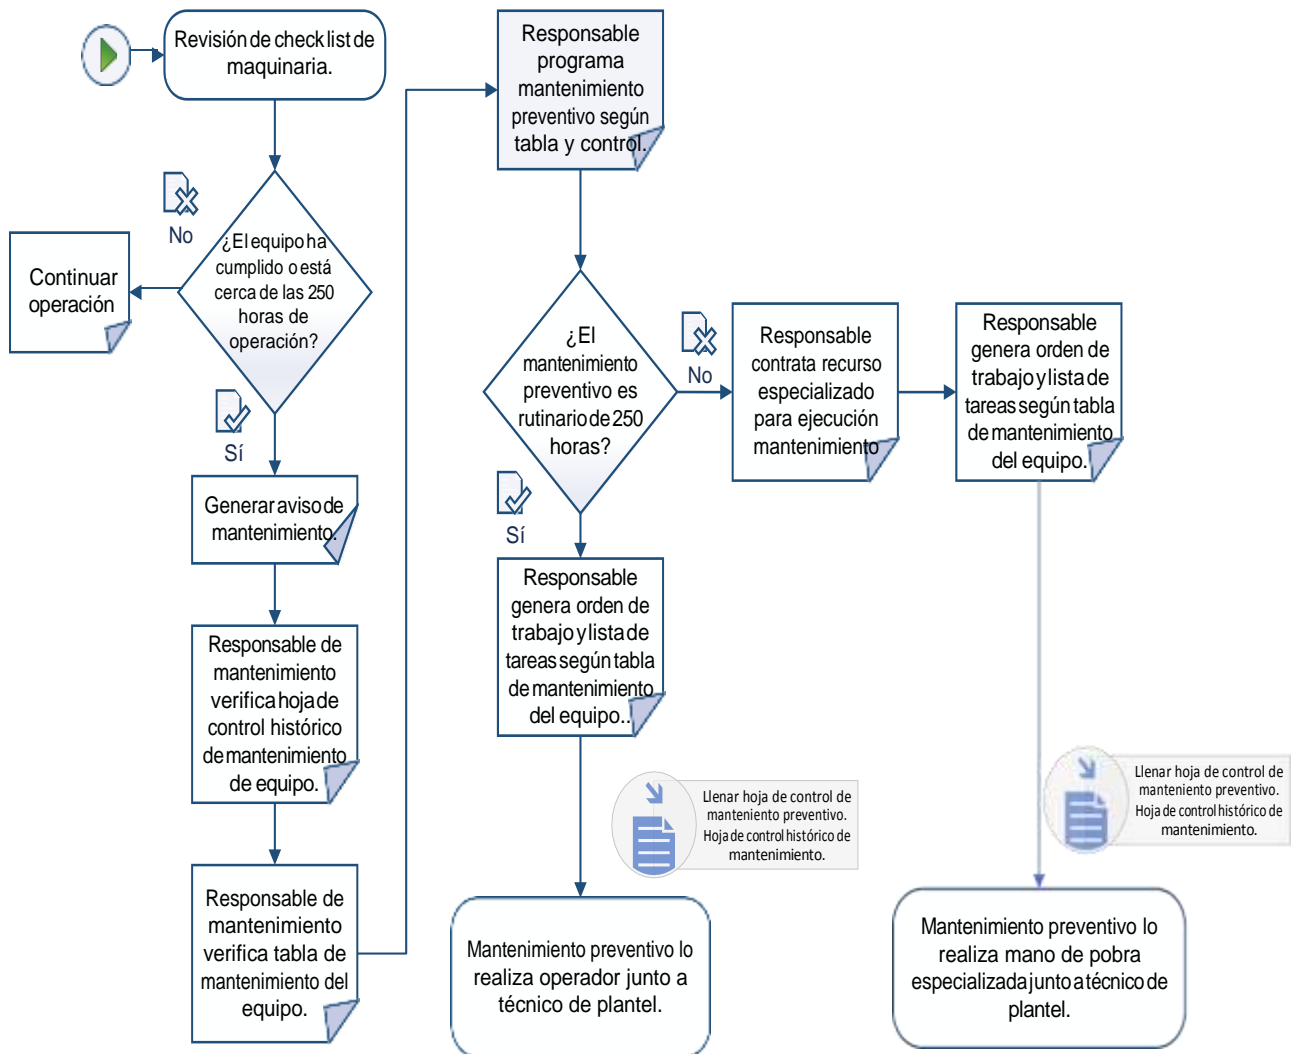 Revisión de check list de
maquinaria.
No
¿El equipo ha
cumplido o está
cerca de las 250
horas de
operación?
Continuar
operación
Sí
Generar aviso de
mantenimiento.
Responsable de
mantenimiento
verifica hoja de
control histórico
de mantenimiento
de equipo.
Responsable de
mantenimiento
verifica tabla de
mantenimiento del
equipo.
Responsable
programa
mantenimiento
preventivo según
tabla y control.
¿El
mantenimiento
preventivo es
rutinario de 250
horas?
No
Sí
Responsable
contrata recurso
especializado
para ejecución
mantenimiento
Responsable
genera orden de
trabajo y lista de
tareas según tabla
de mantenimiento
del equipo.
Responsable
genera orden de
trabajo y lista de
tareas según tabla
de mantenimiento
del equipo..
Llenar hoja de control de
manteniento preventivo.
Hoja de control histórico de
mantenimiento.
Llenar hoja de control de
manteniento preventivo.
Hoja de control histórico de
mantenimiento.
Mantenimiento preventivo lo
realiza operador junto a
técnico de plantel.
Mantenimiento preventivo lo
realiza mano de pobra
especializada junto a técnico de
plantel.